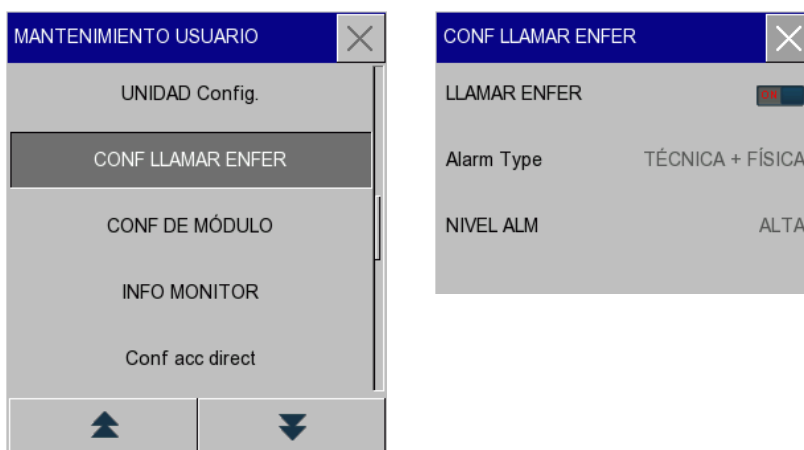 MANTENIMIENTO USUARIO
UNIDAD Config.
CONF LLAMAR ENFER
CONF DE MÓDULO
INFO MONITOR
Conf acc direct
CONF LLAMAR ENFER
LLAMAR ENFER ON
Alarm Type TÉCNICA + FÍSICA
NIVEL ALM ALTA